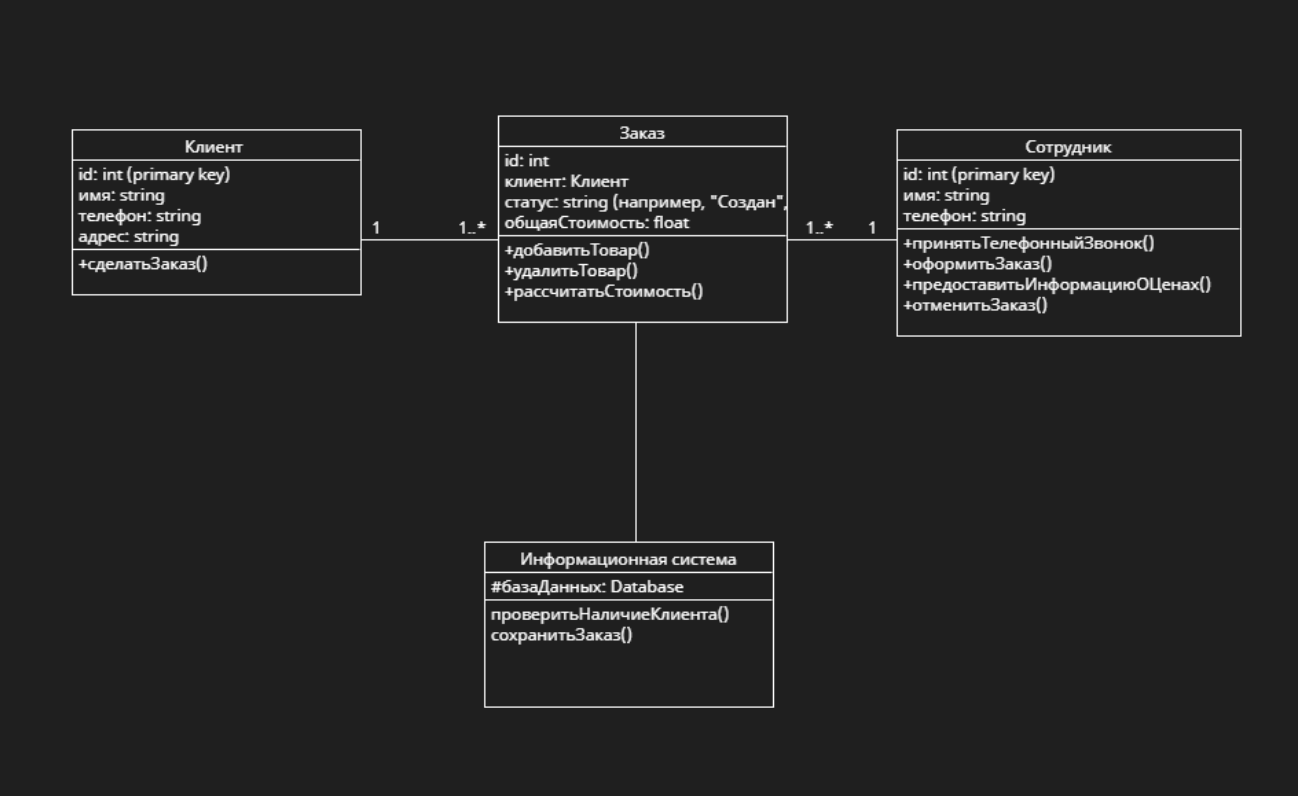 Клиент
id: int (primary key)
имя: string
телефон: string
адрес: string
+сделатьЗаказ()
1
1..*
Заказ
id: int
клиент: Клиент
статус: string (например, "Создан",
общаяСтоимость: float
+добавитьТовар()
+удалитьТовар()
+рассчитатьСтоимость()
1..*
1
Сотрудник
id: int (primary key)
имя: string
телефон: string
+принятьТелефонныйЗвонок()
+оформитьЗаказ()
+предоставитьИнформациюОЦенах()
+отменитьЗаказ()
Информационная система
#базаДанных: Database
проверитьНаличиеКлиента()
сохранитьЗаказ()